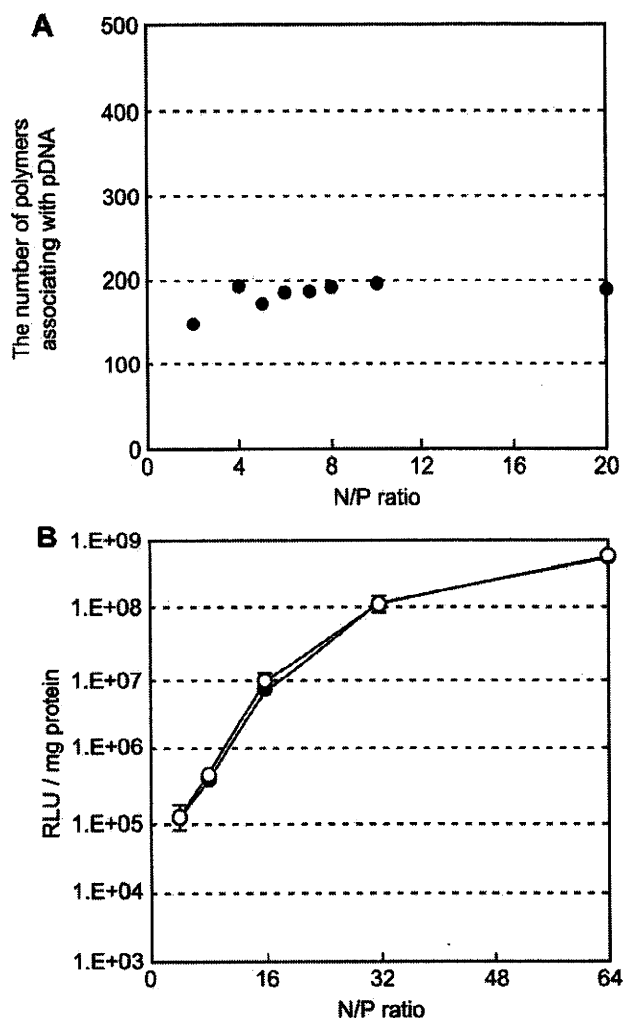 A
The number of polymers
associating with pDNA
500
400
300
200
100
0
0 4 8 12 16 20
N/P ratio
B
RLU / mg protein
1.E+09
1.E+08
1.E+07
1.E+06
1.E+05
1.E+04
1.E+03
0 16 32 48 64
N/P ratio